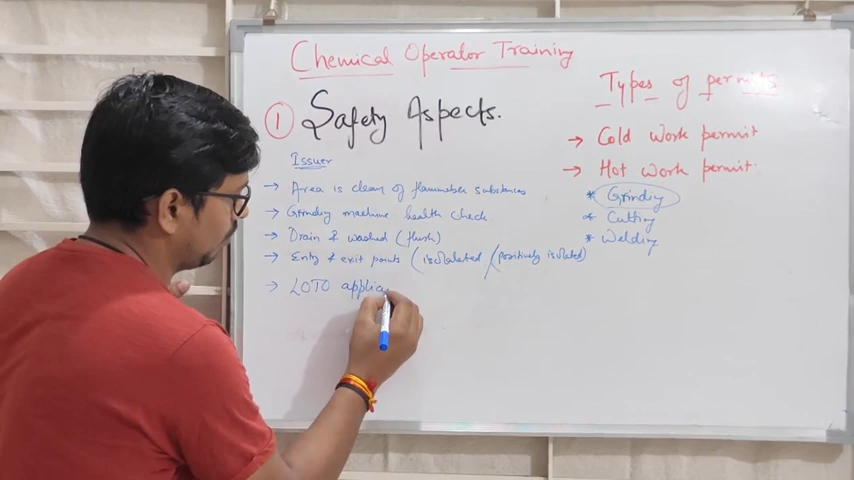 Chemical Operator Training
① Safety Aspects.
Issuer
→ Area is clean of flammeber substances
→ Grinding machine health check
→ Drain & washed (flush)
→ Entry & exit points (isolated / (positively isolated)
→ LOTO applia
Types of permits
→ Cold work permit
→ Hot work permit.
* Grinding
* Cutting
* Welding